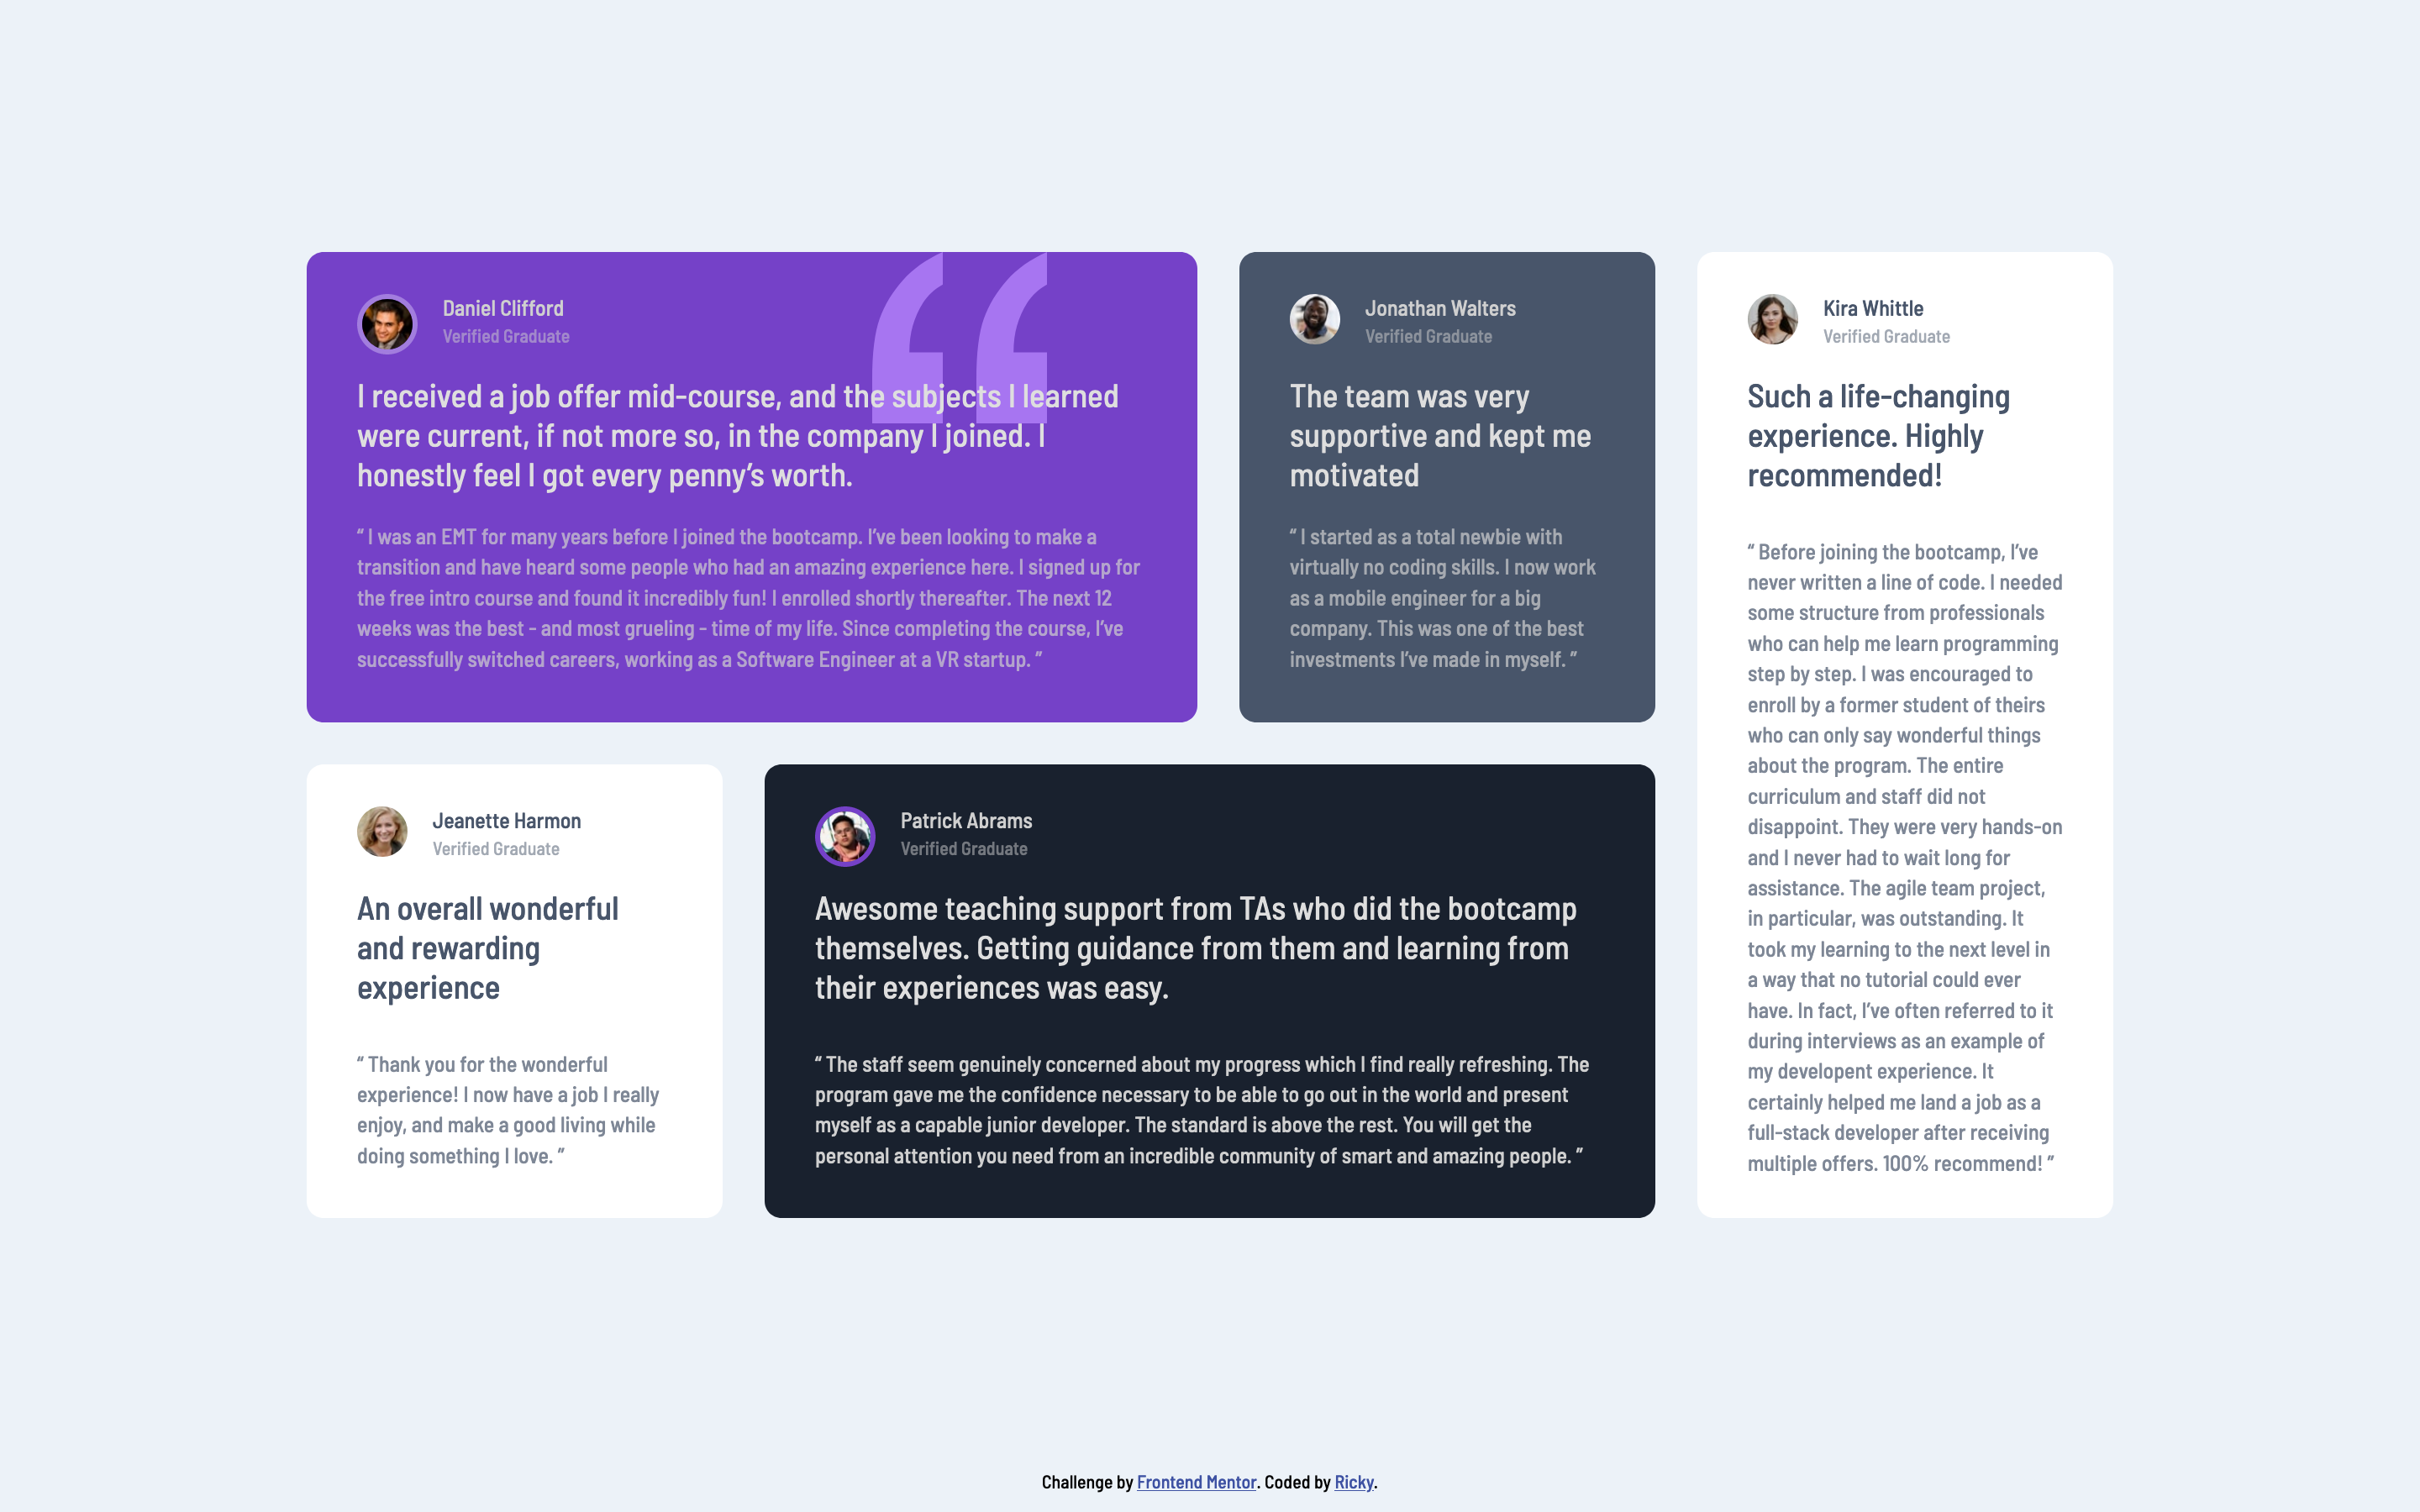 Daniel Clifford
Verified Graduate
I received a job offer mid-course, and the subjects I learned
were current, if not more so, in the company I joined. I
honestly feel I got every penny’s worth.
“ I was an EMT for many years before I joined the bootcamp. I’ve been looking to make a
transition and have heard some people who had an amazing experience here. I signed up for
the free intro course and found it incredibly fun! I enrolled shortly thereafter. The next 12
weeks was the best - and most grueling - time of my life. Since completing the course, I’ve
successfully switched careers, working as a Software Engineer at a VR startup. ”
Jonathan Walters
Verified Graduate
The team was very
supportive and kept me
motivated
“ I started as a total newbie with
virtually no coding skills. I now work
as a mobile engineer for a big
company. This was one of the best
investments I’ve made in myself. ”
Kira Whittle
Verified Graduate
Such a life-changing
experience. Highly
recommended!
“ Before joining the bootcamp, I’ve
never written a line of code. I needed
some structure from professionals
who can help me learn programming
step by step. I was encouraged to
enroll by a former student of theirs
who can only say wonderful things
about the program. The entire
curriculum and staff did not
disappoint. They were very hands-on
and I never had to wait long for
assistance. The agile team project,
in particular, was outstanding. It
took my learning to the next level in
a way that no tutorial could ever
have. In fact, I’ve often referred to it
during interviews as an example of
my developent experience. It
certainly helped me land a job as a
full-stack developer after receiving
multiple offers. 100% recommend! ”
Jeanette Harmon
Verified Graduate
An overall wonderful
and rewarding
experience
“ Thank you for the wonderful
experience! I now have a job I really
enjoy, and make a good living while
doing something I love. ”
Patrick Abrams
Verified Graduate
Awesome teaching support from TAs who did the bootcamp
themselves. Getting guidance from them and learning from
their experiences was easy.
“ The staff seem genuinely concerned about my progress which I find really refreshing. The
program gave me the confidence necessary to be able to go out in the world and present
myself as a capable junior developer. The standard is above the rest. You will get the
personal attention you need from an incredible community of smart and amazing people. ”
Challenge by Frontend Mentor. Coded by Ricky.